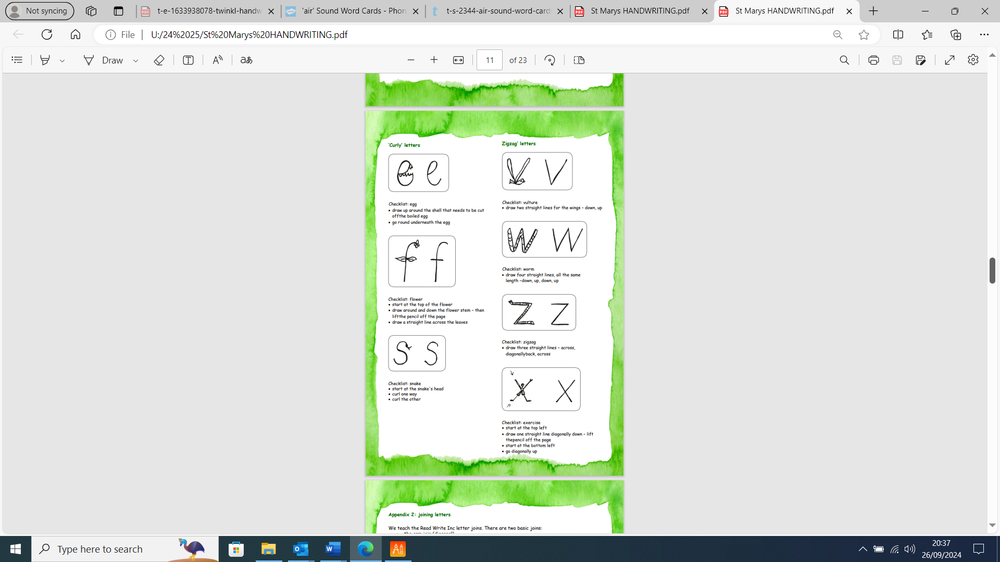 Not syncing
t-e-1633938078-twinkl-handw
'air' Sound Word Cards - Phon
t-s-2344-air-sound-word-card
St Marys HANDWRITING.pdf
St Marys HANDWRITING.pdf
File
U:/24%2025/St%20Marys%20HANDWRITING.pdf
Draw
11
of 23
'Curly' letters
e e
Checklist: egg
• draw up around the shell that needs to be cut
offthe boiled egg
• go round underneath the egg
f f
Checklist: flower
• start at the top of the flower
• draw around and down the flower stem – then
liftthe pencil off the page
• draw a straight line across the leaves
s s
Checklist: snake
• start at the snake's head
• curl one way
• curl the other
Zigzag' letters
v v
Checklist: vulture
• draw two straight lines for the wings – down, up
w w
Checklist: worm
• draw four straight lines, all the same
length –down, up, down, up
z z
Checklist: zigzag
• draw three straight lines – across,
diagonallyback, across
x x
Checklist: exercise
• start at the top left
• draw one straight line diagonally down – lift
thepencil off the page
• start at the bottom left
• go diagonally up
Appendix 2: joining letters
We teach the Read Write Inc letter joins. There are two basic joins:
Type here to search
20:37
26/09/2024